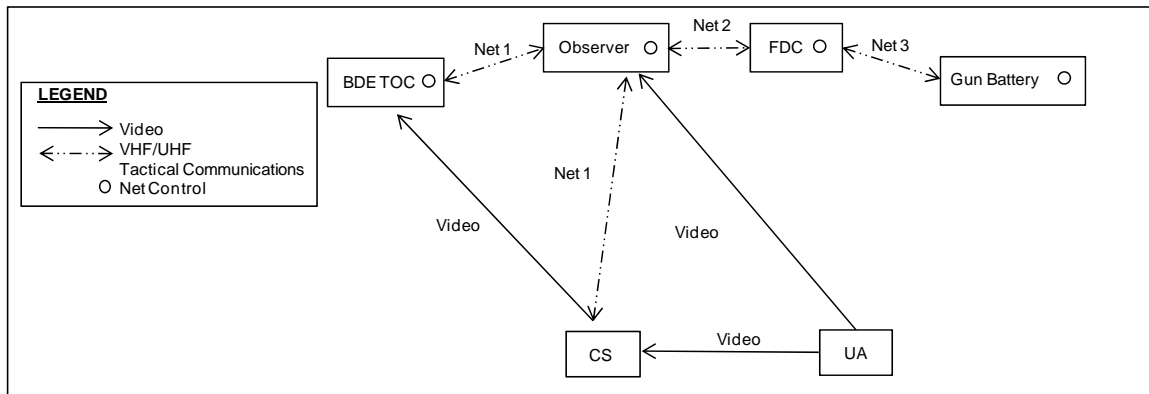 Net 2
Observer
FDC
Net 1
Net 3
BDE TOC
Gun Battery
LEGEND
Video
VHF/UHF
Tactical Communications
Net Control
Net 1
Video
Video
Video
CS
UA